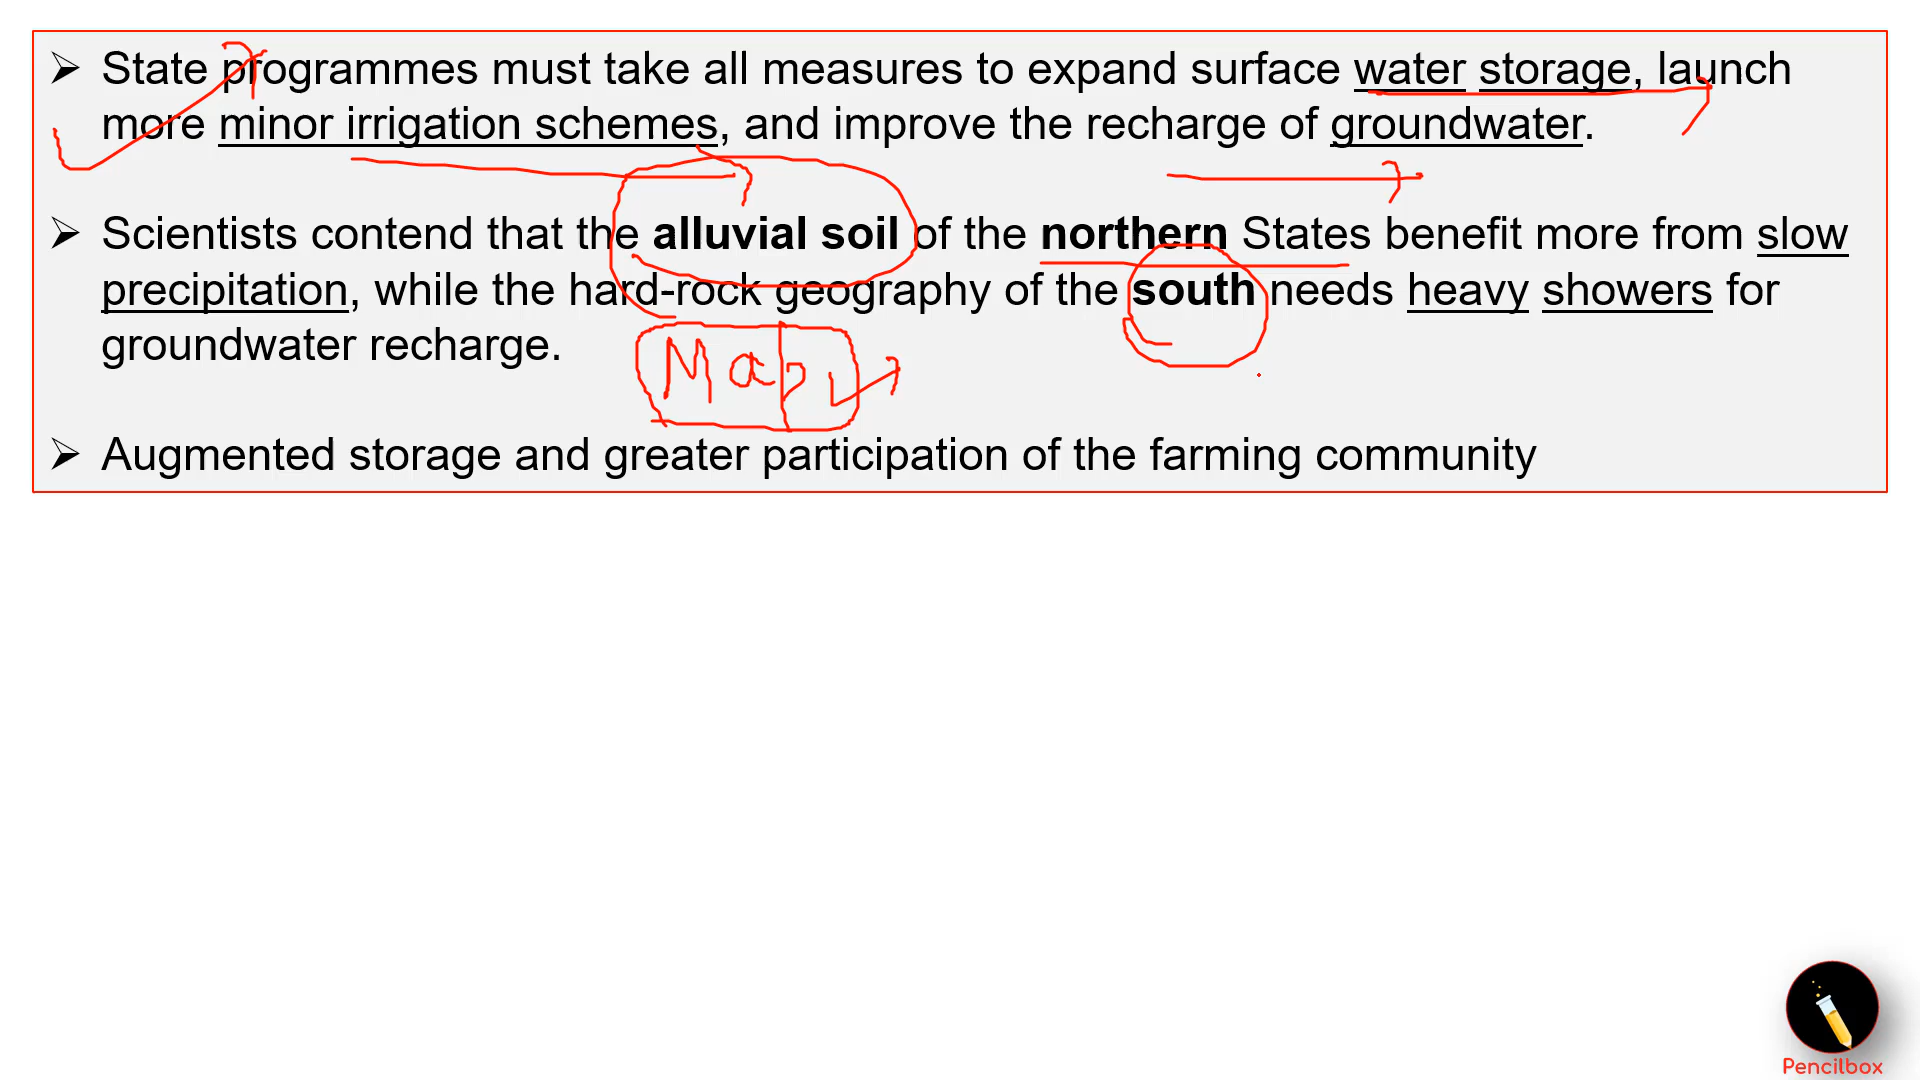 ➢ State programmes must take all measures to expand surface water storage, launch
more minor irrigation schemes, and improve the recharge of groundwater.
➢ Scientists contend that the alluvial soil of the northern States benefit more from slow
precipitation, while the hard-rock geography of the south needs heavy showers for
groundwater recharge.
Map
➢ Augmented storage and greater participation of the farming community
Pencilbox